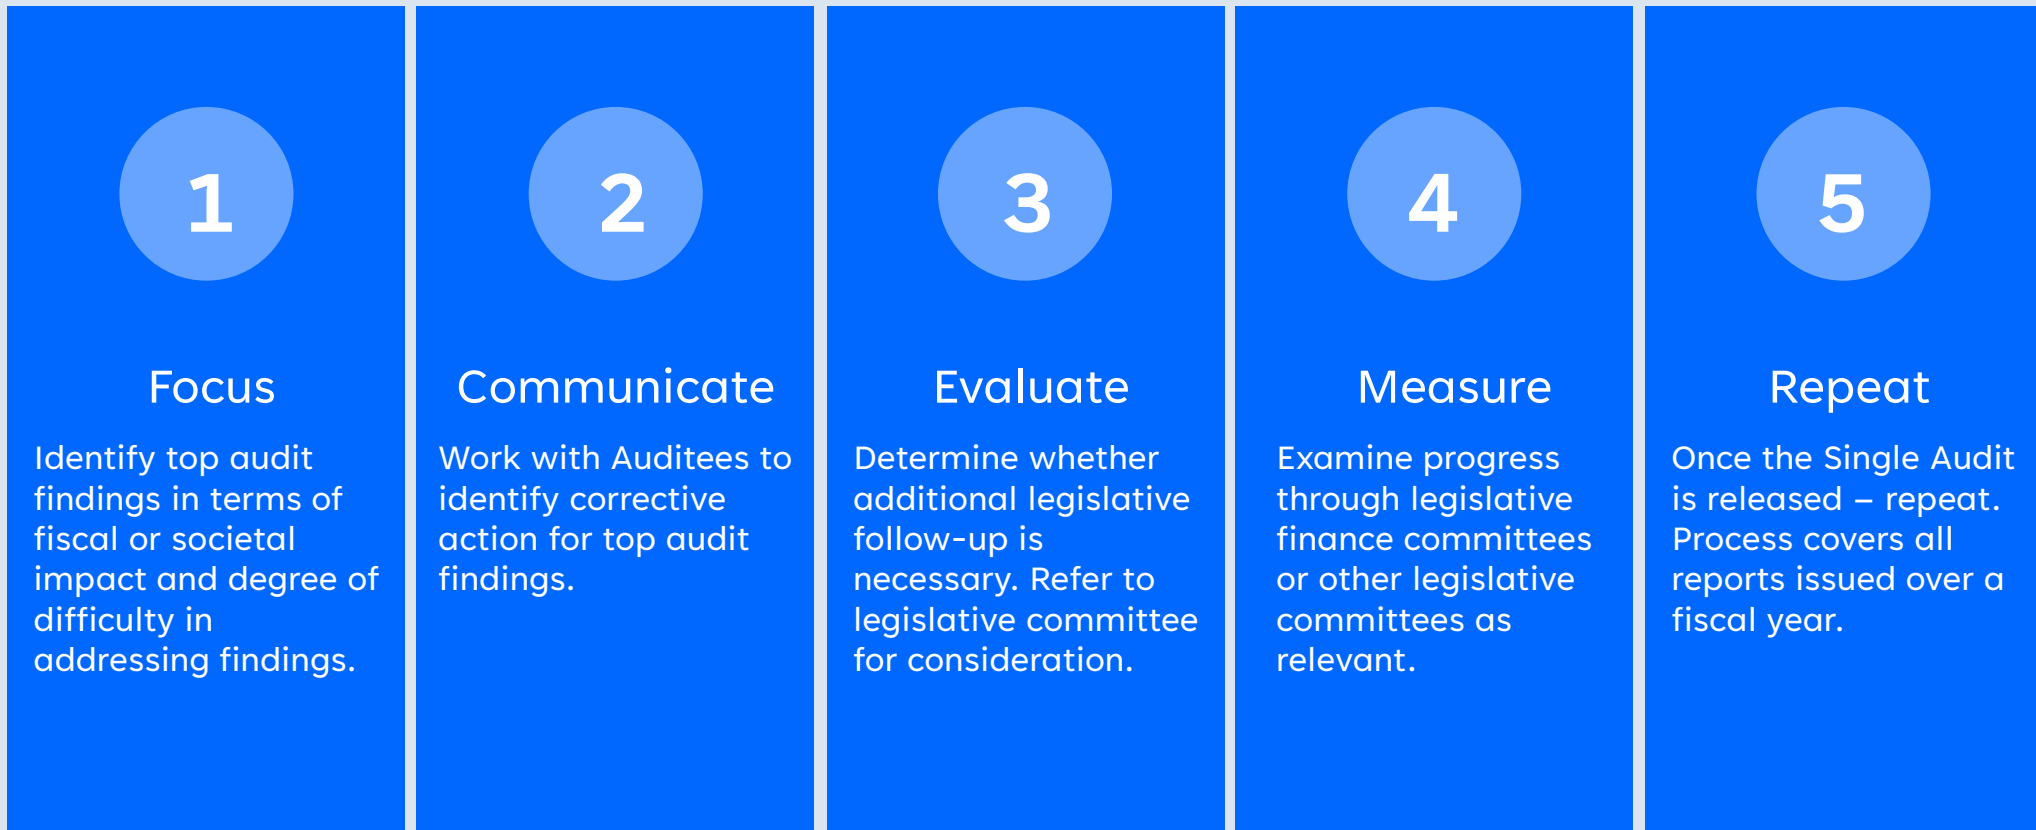 1
Focus
Identify top audit
findings in terms of
fiscal or societal
impact and degree of
difficulty in
addressing findings.
2
Communicate
Work with Auditees to
identify corrective
action for top audit
findings.
3
Evaluate
Determine whether
additional legislative
follow-up is
necessary. Refer to
legislative committee
for consideration.
4
Measure
Examine progress
through legislative
finance committees
or other legislative
committees as
relevant.
5
Repeat
Once the Single Audit
is released – repeat.
Process covers all
reports issued over a
fiscal year.